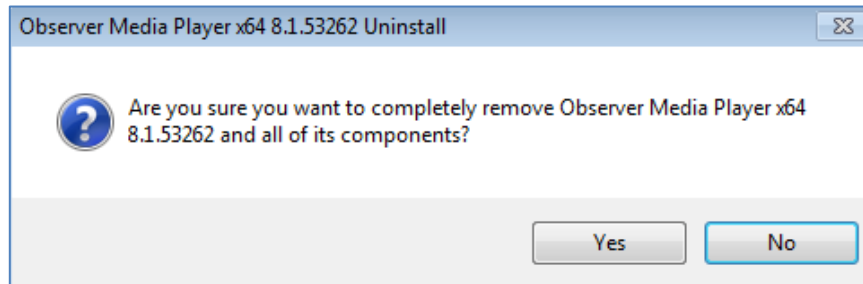 Observer Media Player x64 8.1.53262 Uninstall
Are you sure you want to completely remove Observer Media Player x64
8.1.53262 and all of its components?
Yes
No